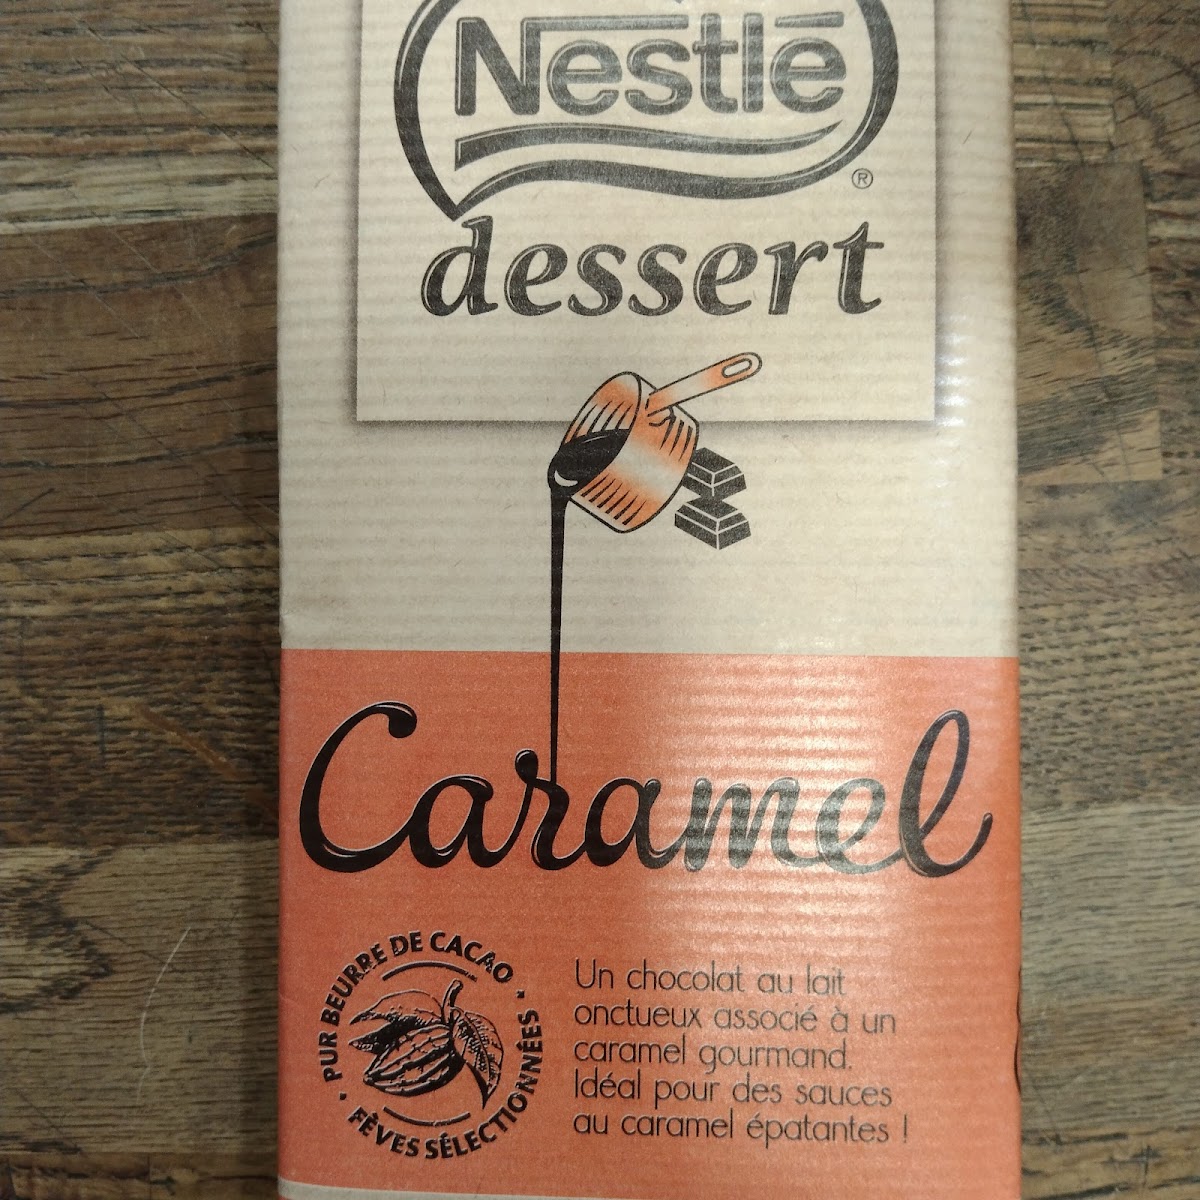 Nestlé
®
dessert
Caramel
• PUR BEURRE DE CACAO •
FÈVES SÉLECTIONNÉES
Un chocolat au lait
onctueux associé à un
caramel gourmand.
Idéal pour des sauces
au caramel épatantes !